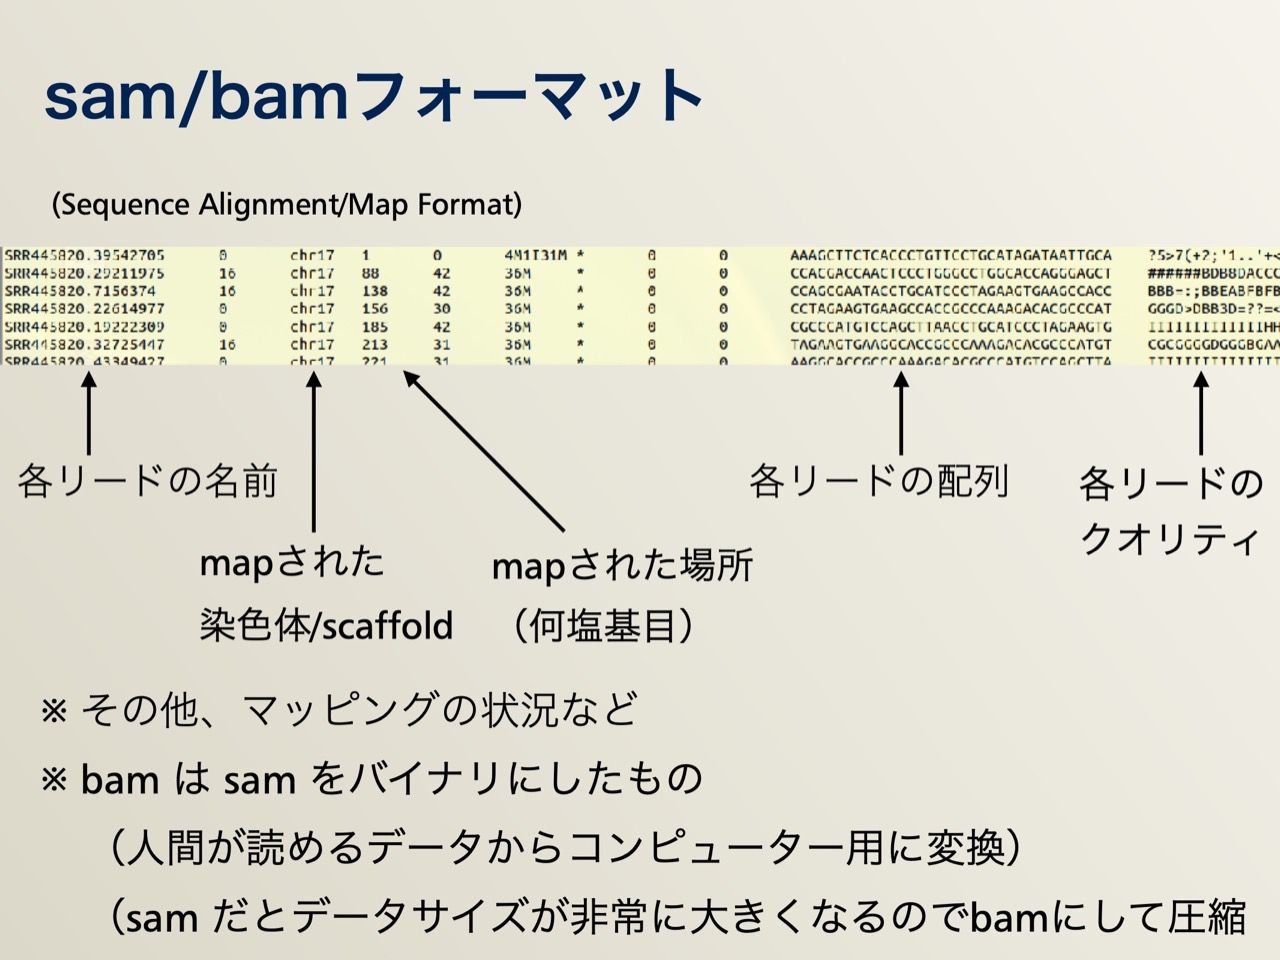 sam/bamフォーマット
(Sequence Alignment/Map Format)
SRR445820.39542705 0 chr17 1 0 4M1I31M * 0 0 AAAGCTTCTCACCCTGTTCCTGCATAGATAATTGCA ?5>7(+2;'1..'+<
SRR445820.29211975 16 chr17 88 42 36M * 0 0 CCACGACCAACTCCCTGGGCCTGGCACCAGGGAGCT ######BDB8DACCC
SRR445820.7156374 16 chr17 138 42 36M * 0 0 CCAGCGAATACCTGCATCCCTAGAAGTGAAGCCACC BBB-:;BBEABFBFB
SRR445820.22614977 0 chr17 156 30 36M * 0 0 CCTAGAAGTGAAGCCACCGCCCAAAGACACGCCCAT GGGD>DBB3D=??=<
SRR445820.19222309 0 chr17 185 42 36M * 0 0 CGCCCATGTCCAGCTTAACCTGCATCCCTAGAAGTG IIIIIIIIIIIIIHH
SRR445820.32725447 16 chr17 213 31 36M * 0 0 TAGAAGTGAAGGCACCGCCCAAAGACACGCCCATGT CGCGGGGDGGGBGAA
SRR445820.43349427 0 chr17 221 31 36M * 0 0 AAGGCACCGCCCAAAGACACGCCCATGTCCAGCTTA IIIIIIIIIIIIIII
各リードの名前
mapされた
染色体/scaffold
mapされた場所
（何塩基目）
各リードの配列
各リードの
クオリティ
※ その他、マッピングの状況など
※ bam は sam をバイナリにしたもの
（人間が読めるデータからコンピューター用に変換）
（sam だとデータサイズが非常に大きくなるのでbamにして圧縮